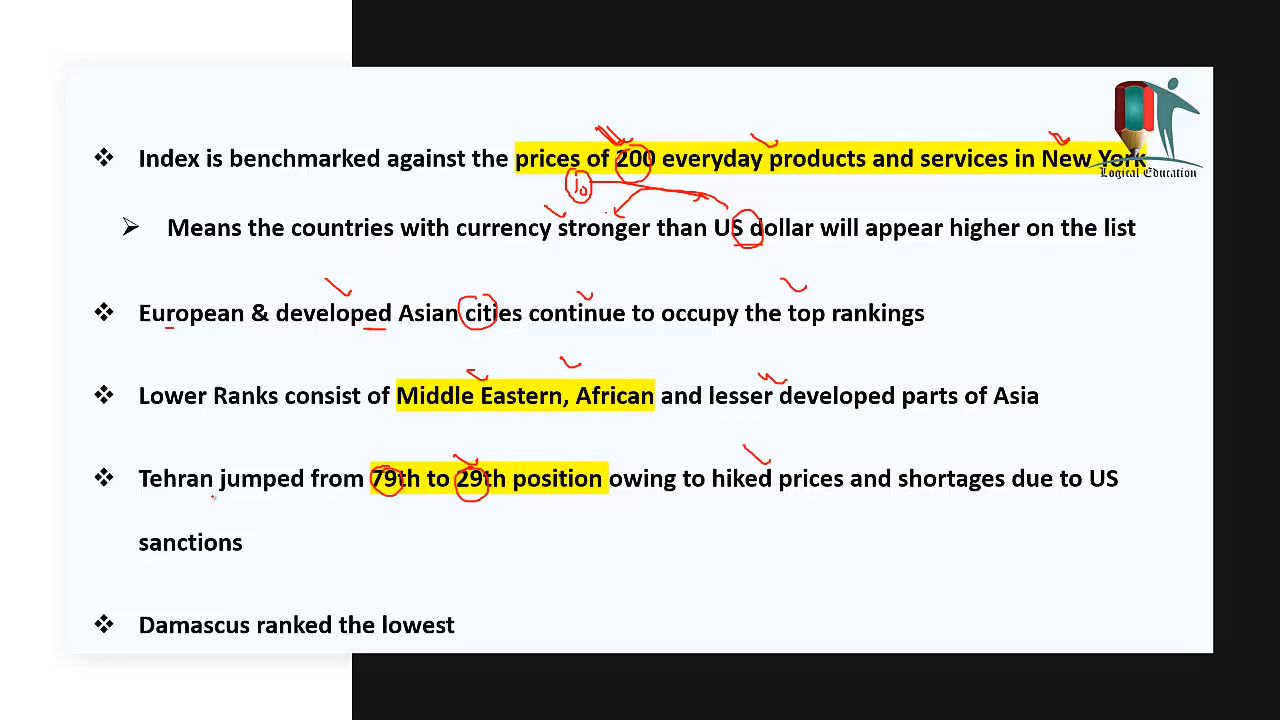 Index is benchmarked against the prices of 200 everyday products and services in New York
Logical Education
10
Means the countries with currency stronger than US dollar will appear higher on the list
European & developed Asian cities continue to occupy the top rankings
Lower Ranks consist of Middle Eastern, African and lesser developed parts of Asia
Tehran jumped from 79th to 29th position owing to hiked prices and shortages due to US
sanctions
Damascus ranked the lowest